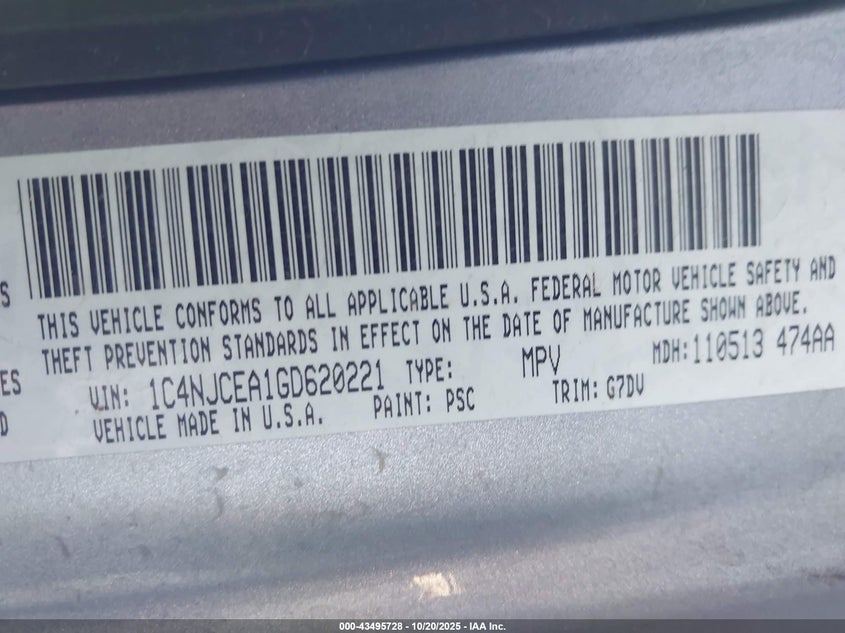 S
THIS VEHICLE CONFORMS TO ALL APPLICABLE U.S.A. FEDERAL MOTOR VEHICLE SAFETY AND
THEFT PREVENTION STANDARDS IN EFFECT ON THE DATE OF MANUFACTURE SHOWN ABOVE.
ES
VIN: 1C4NJCEA1GD620221 TYPE: MPV MDH:110513 474AA
D
VEHICLE MADE IN U.S.A. PAINT: PSC TRIM: G7DV
000-43495728 - 10/20/2025 - IAA Inc.